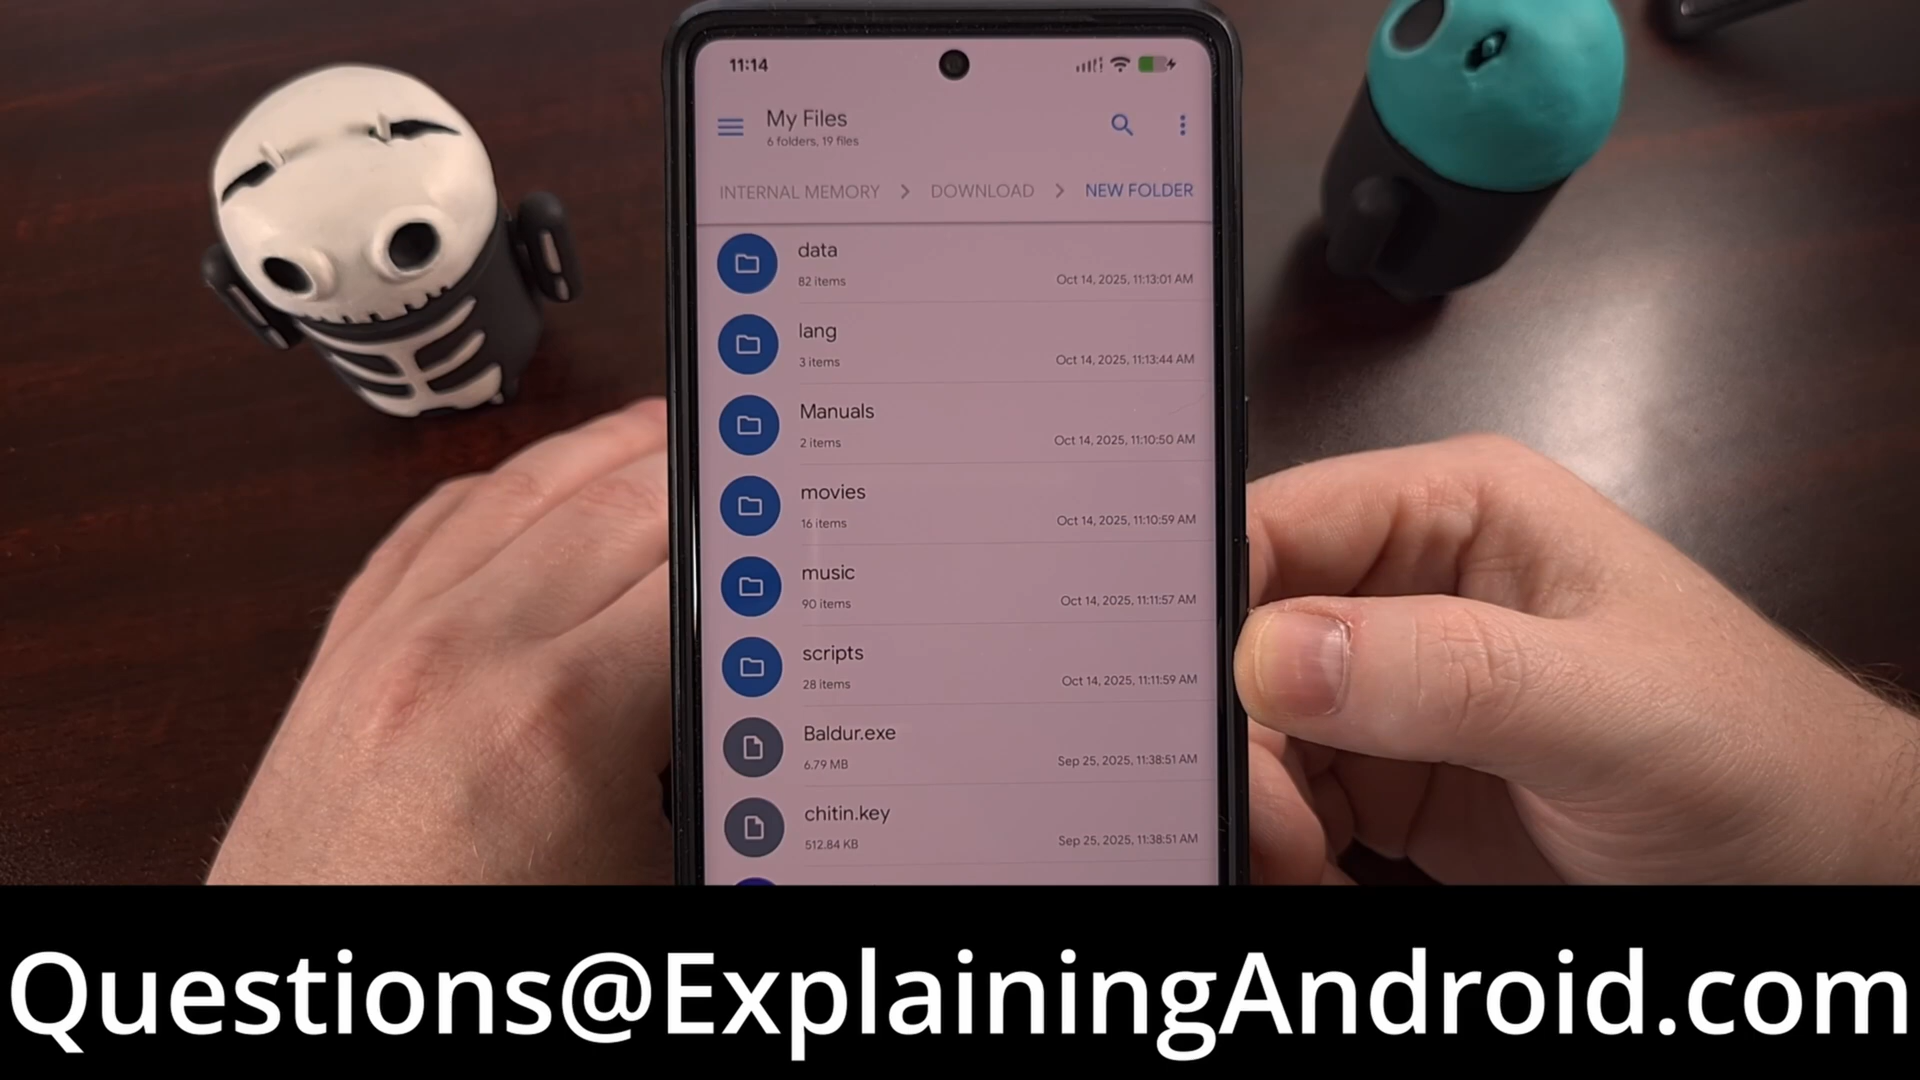 11:14
My Files
6 folders, 19 files
INTERNAL MEMORY > DOWNLOAD > NEW FOLDER
data
82 items
Oct 14, 2025, 11:13:01 AM
lang
3 items
Oct 14, 2025, 11:13:44 AM
Manuals
2 items
Oct 14, 2025, 11:10:50 AM
movies
16 items
Oct 14, 2025, 11:10:59 AM
music
90 items
Oct 14, 2025, 11:11:57 AM
scripts
28 items
Oct 14, 2025, 11:11:59 AM
Baldur.exe
6.79 MB
Sep 25, 2025, 11:38:51 AM
chitin.key
512.84 KB
Sep 25, 2025, 11:38:51 AM
Questions@ExplainingAndroid.com